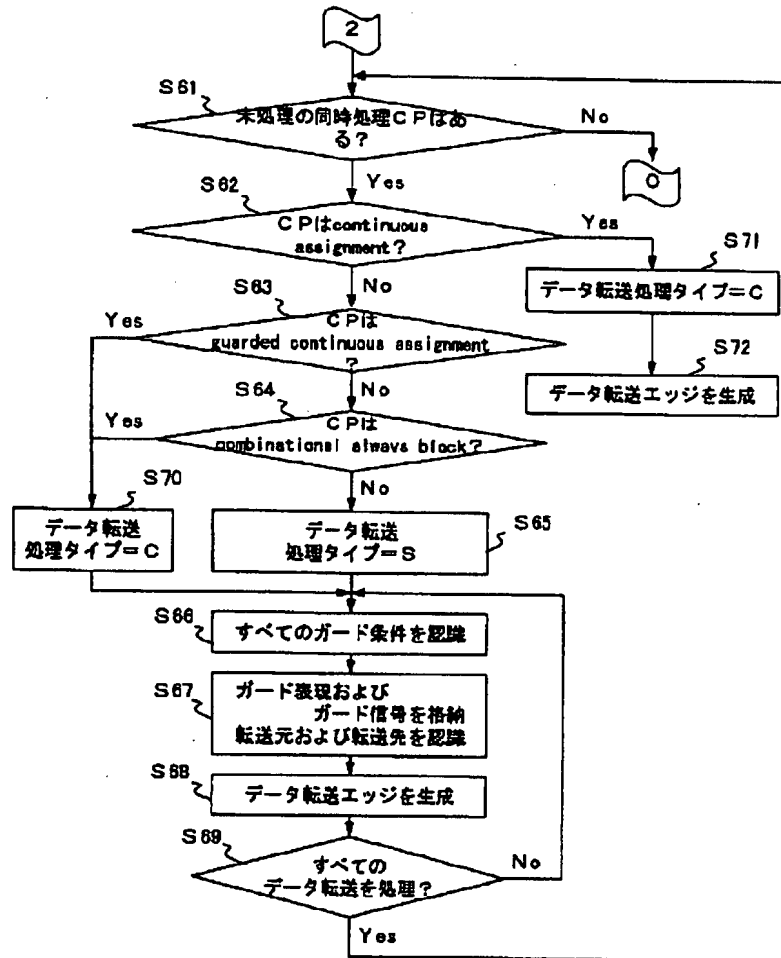 2
S61
未処理の同時処理CPはあ
る?
No
0
Yes
S62
CPはcontinuous
assignment?
Yes
S71
データ転送処理タイプ=C
No
S63
CPは
guarded continuous assignment
?
Yes
S72
データ転送エッジを生成
No
S64
CPは
combinational always block?
Yes
S70
データ転送
処理タイプ=C
No
S65
データ転送
処理タイプ=S
S66
すべてのガード条件を認識
S67
ガード表現および
ガード信号を格納
転送元および転送先を認識
S68
データ転送エッジを生成
S69
すべての
データ転送を処理?
No
Yes